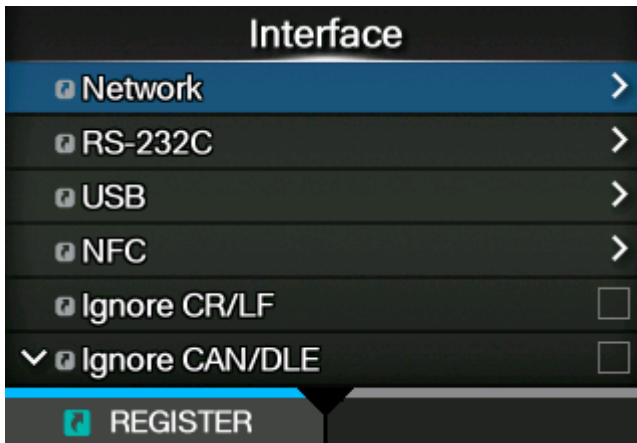 Interface
Network
RS-232C
USB
NFC
Ignore CR/LF
Ignore CAN/DLE
REGISTER